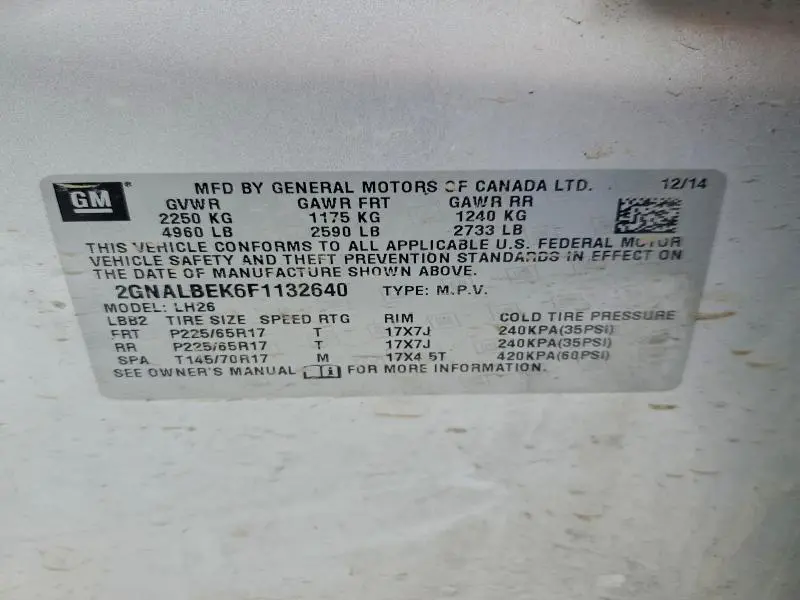 GM® MFD BY GENERAL MOTORS OF CANADA LTD. 12/14
GVWR GAWR FRT GAWR RR
2250 KG 1175 KG 1240 KG
4960 LB 2590 LB 2733 LB
THIS VEHICLE CONFORMS TO ALL APPLICABLE U.S. FEDERAL MOTOR
VEHICLE SAFETY AND THEFT PREVENTION STANDARDS IN EFFECT ON
THE DATE OF MANUFACTURE SHOWN ABOVE.
2GNALBEK6F1132640 TYPE: M.P.V.
MODEL: LH26
LBB2 TIRE SIZE SPEED RTG RIM COLD TIRE PRESSURE
FRT P225/65R17 T 17X7J 240KPA(35PSI)
RR P225/65R17 T 17X7J 240KPA(35PSI)
SPA T145/70R17 M 17X4.5T 420KPA(60PSI)
SEE OWNER'S MANUAL FOR MORE INFORMATION.